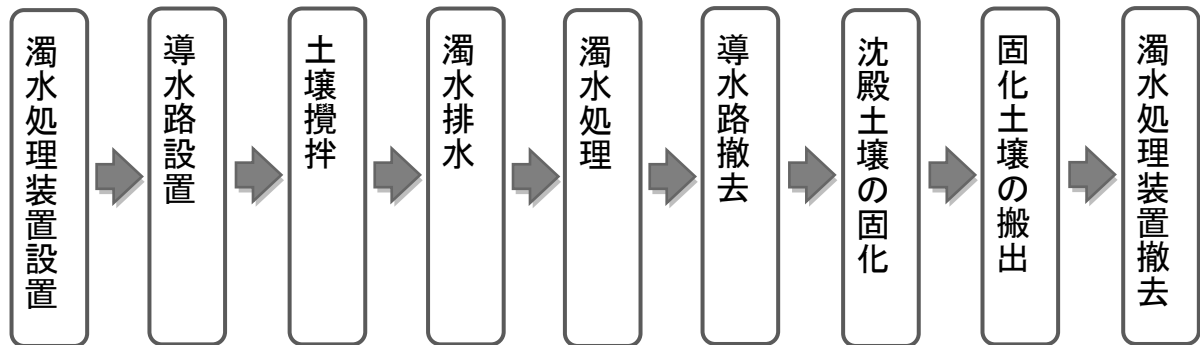 濁水処理装置設置
導水路設置
土壌攪拌
濁水排水
濁水処理
導水路撤去
沈殿土壌の固化
固化土壌の搬出
濁水処理装置撤去